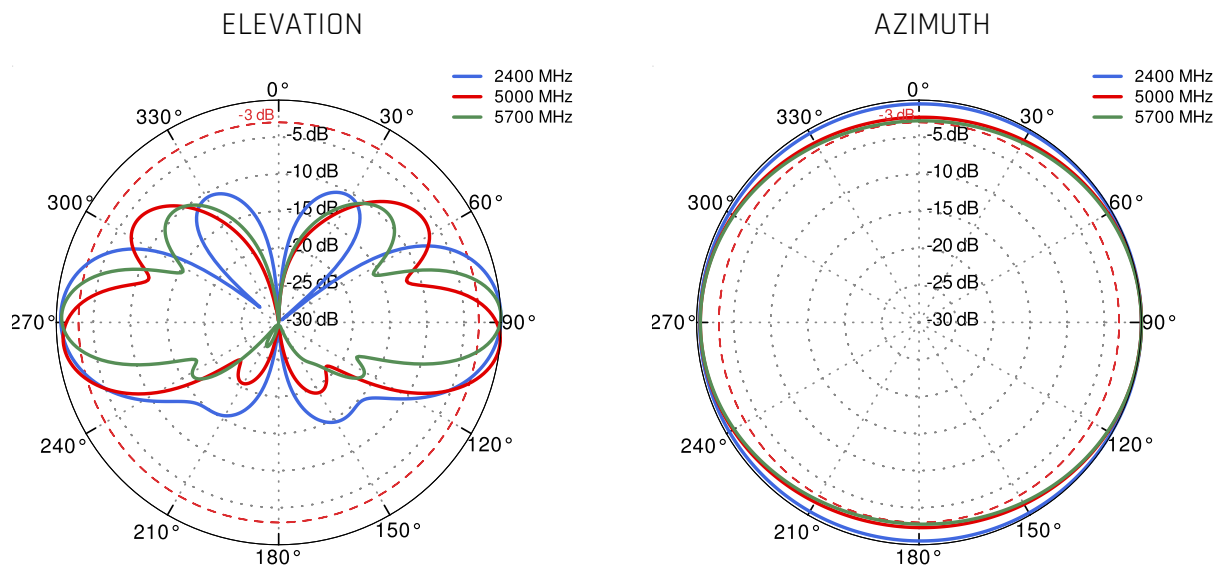 ELEVATION
2400 MHz
5000 MHz
5700 MHz
0°
30°
60°
90°
120°
150°
180°
210°
240°
270°
300°
330°
-3 dB
-5 dB
-10 dB
-15 dB
-20 dB
-25 dB
-30 dB
AZIMUTH
2400 MHz
5000 MHz
5700 MHz
0°
30°
60°
90°
120°
150°
180°
210°
240°
270°
300°
330°
-3 dB
-5 dB
-10 dB
-15 dB
-20 dB
-25 dB
-30 dB